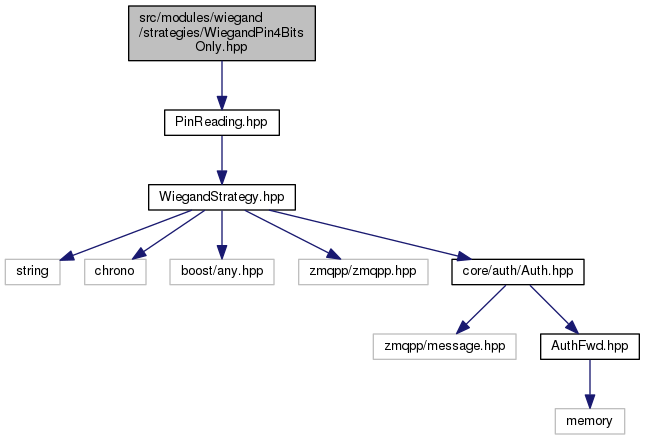 src/modules/wiegand
/strategies/WiegandPin4Bits
Only.hpp
PinReading.hpp
WiegandStrategy.hpp
string
chrono
boost/any.hpp
zmqpp/zmqpp.hpp
core/auth/Auth.hpp
zmqpp/message.hpp
AuthFwd.hpp
memory